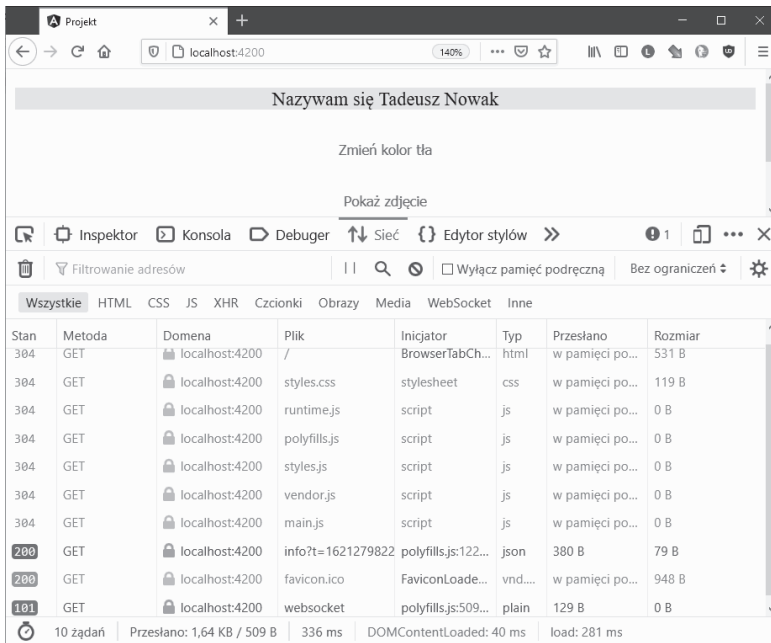 Projekt
localhost:4200 140%
Nazywam się Tadeusz Nowak
Zmień kolor tła
Pokaż zdjęcie
Inspektor Konsola Debuger Sieć {} Edytor stylów 1
Filtrowanie adresów Wyłącz pamięć podręczną Bez ograniczeń
Wszystkie HTML CSS JS XHR Czcionki Obrazy Media WebSocket Inne
Stan Metoda Domena Plik Inicjator Typ Przesłano Rozmiar
304 GET localhost:4200 / BrowserTabCh... html w pamięci po... 531 B
304 GET localhost:4200 styles.css stylesheet css w pamięci po... 119 B
304 GET localhost:4200 runtime.js script js w pamięci po... 0 B
304 GET localhost:4200 polyfills.js script js w pamięci po... 0 B
304 GET localhost:4200 styles.js script js w pamięci po... 0 B
304 GET localhost:4200 vendor.js script js w pamięci po... 0 B
304 GET localhost:4200 main.js script js w pamięci po... 0 B
200 GET localhost:4200 info?t=1621279822 polyfills.js:122... json 380 B 79 B
200 GET localhost:4200 favicon.ico FaviconLoade... vnd.... w pamięci po... 948 B
101 GET localhost:4200 websocket polyfills.js:509... plain 129 B 0 B
10 żądań Przesłano: 1,64 KB / 509 B 336 ms DOMContentLoaded: 40 ms load: 281 ms